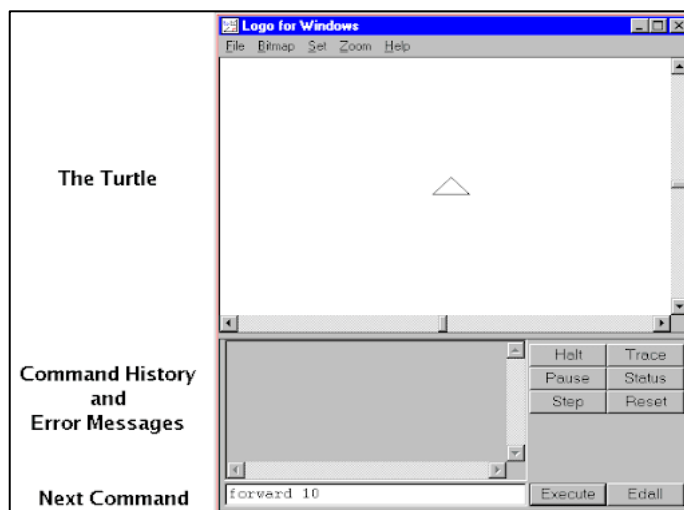 Logo for Windows
File Bitmap Set Zoom Help
The Turtle
Command History
and
Error Messages
Halt Trace
Pause Status
Step Reset
Next Command
forward 10
Execute Edall